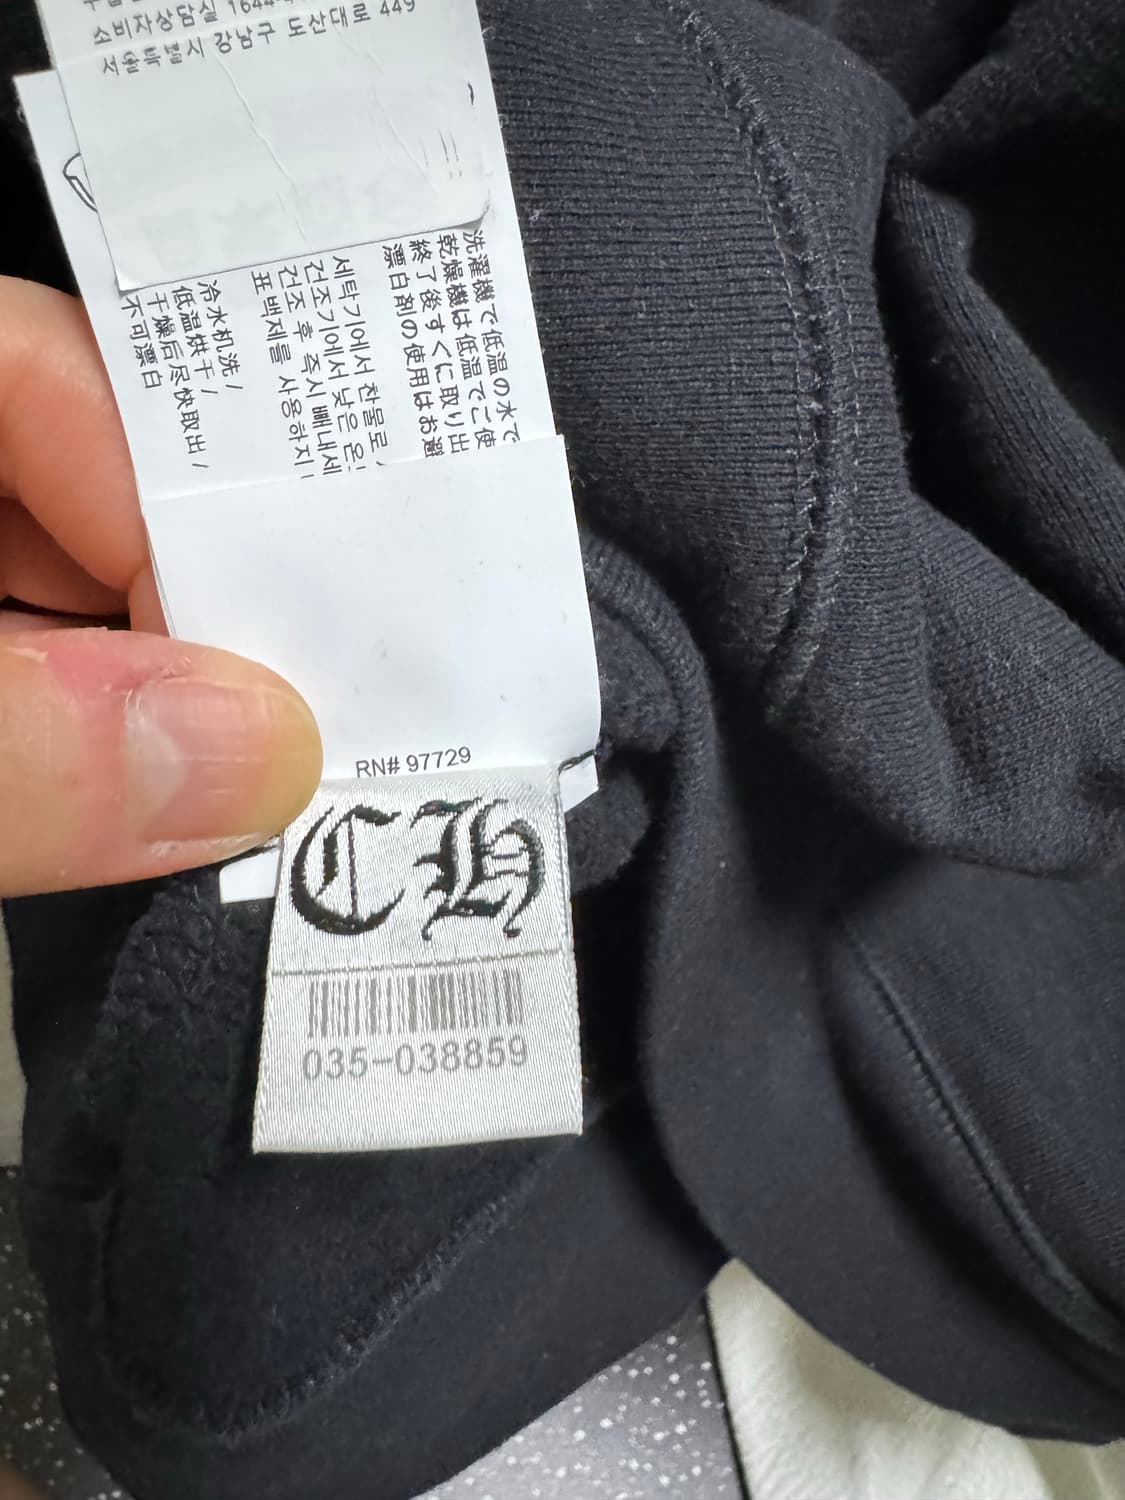 소비자상담실 1644-
강남구 도산대로 449
洗濯機で低温の水で
乾燥機は低温でご使
終了後すぐに取り出
漂白剤の使用はお避
세탁기에서 찬물로 /
건조기에서 낮은 온
건조 후 즉시 빼내세
표백제를 사용하지
冷水机洗 /
低温烘干 /
干燥后尽快取出 /
不可漂白
RN# 97729
CH
035-038859